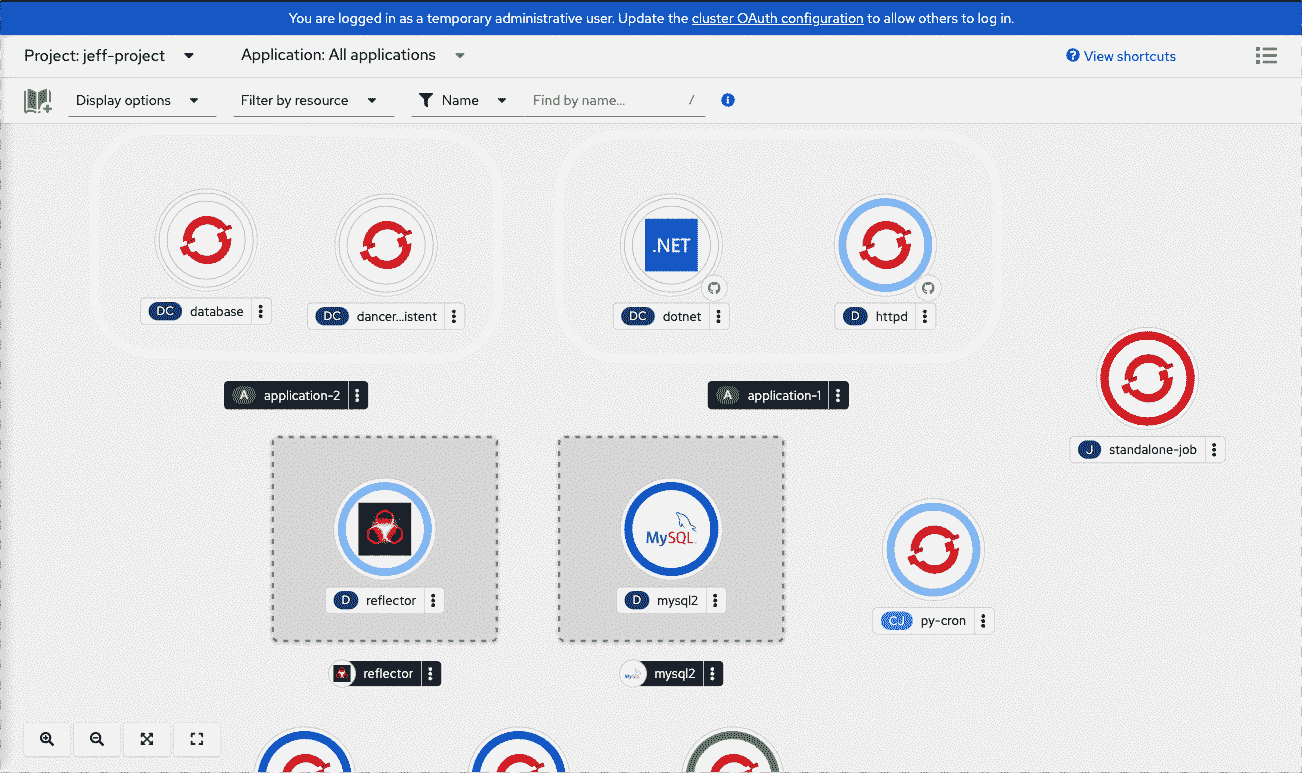 You are logged in as a temporary administrative user. Update the cluster OAuth configuration to allow others to log in.
Project: jeff-project Application: All applications View shortcuts
Display options Filter by resource Name Find by name... /
.NET
DC database
DC dancer...istent
DC dotnet
D httpd
A application-2
A application-1
J standalone-job
MySQL
D reflector
D mysql2
CJ py-cron
reflector
MySQL mysql2